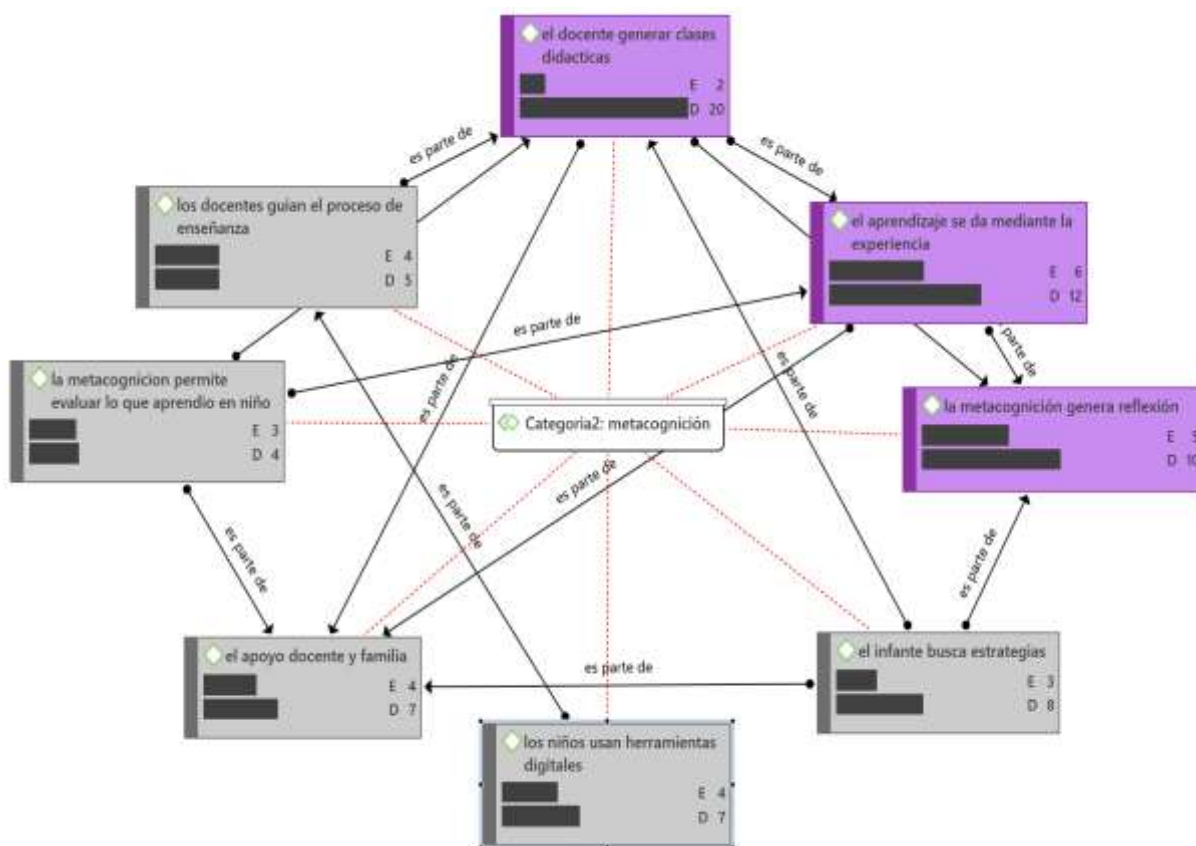 el docente generar clases
didacticas
E 2
D 20
es parte de
es parte de
los docentes guian el proceso de
enseñanza
E 4
D 5
el aprendizaje se da mediante la
experiencia
E 6
D 12
es parte de
parte de
es parte de
es parte de
la metacognicion permite
evaluar lo que aprendio en niño
E 3
D 4
Categoria2: metacognición
la metacognición genera reflexión
E 5
D 10
es parte de
es parte de
es parte de
es parte de
el apoyo docente y familia
E 4
D 7
es parte de
el infante busca estrategias
E 3
D 8
los niños usan herramientas
digitales
E 4
D 7